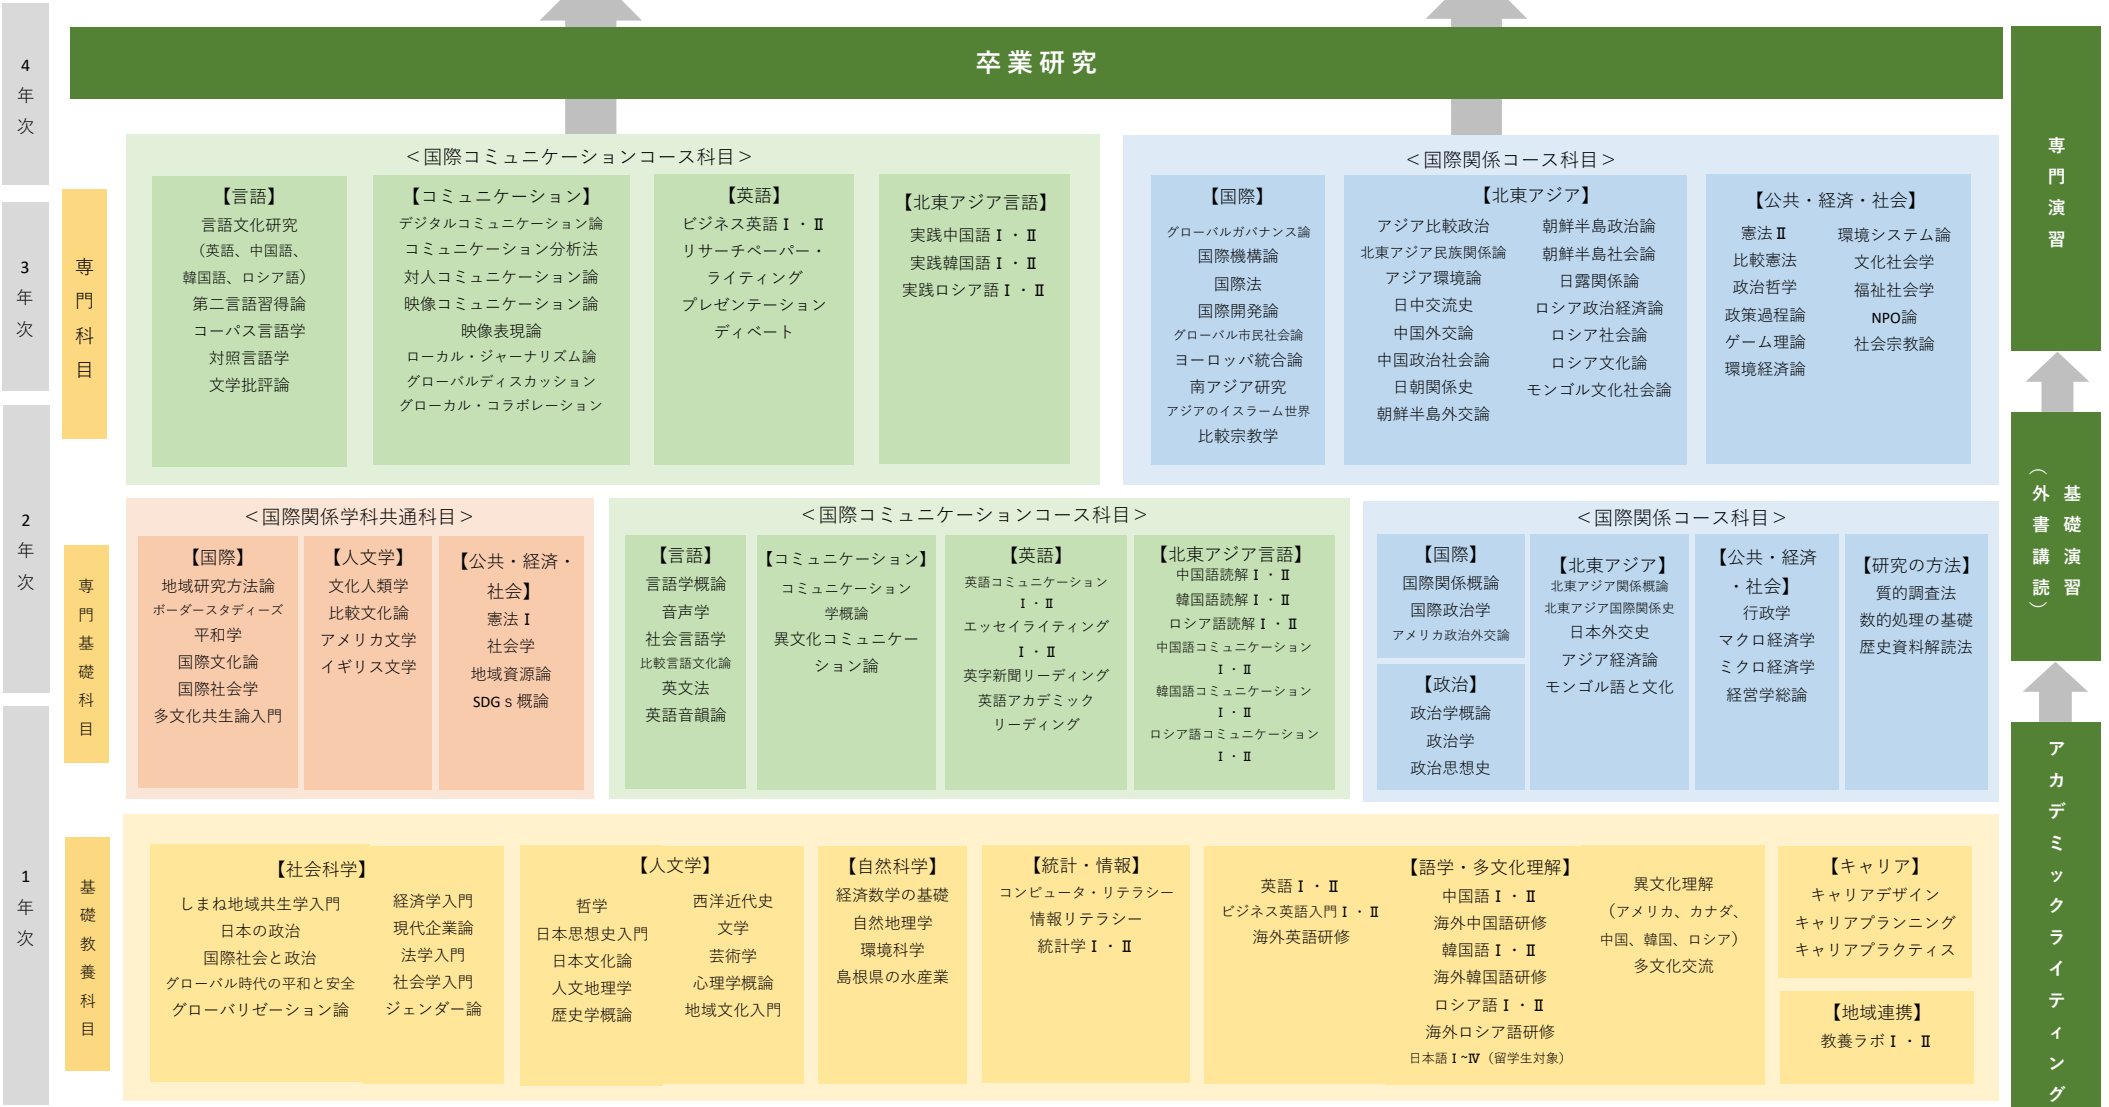 4年次
3年次
2年次
1年次
専門科目
専門基礎科目
基礎教養科目
卒業研究
専門演習
基礎演習
（外書講読）
アカデミックライティング
＜国際コミュニケーションコース科目＞
【言語】
言語文化研究
（英語、中国語、
韓国語、ロシア語）
第二言語習得論
コーパス言語学
対照言語学
文学批評論
【コミュニケーション】
デジタルコミュニケーション論
コミュニケーション分析法
対人コミュニケーション論
映像コミュニケーション論
映像表現論
ローカル・ジャーナリズム論
グローバルディスカッション
グローカル・コラボレーション
【英語】
ビジネス英語Ⅰ・Ⅱ
リサーチペーパー・
ライティング
プレゼンテーション
ディベート
【北東アジア言語】
実践中国語Ⅰ・Ⅱ
実践韓国語Ⅰ・Ⅱ
実践ロシア語Ⅰ・Ⅱ
＜国際関係コース科目＞
【国際】
グローバルガバナンス論
国際機構論
国際法
国際開発論
グローバル市民社会論
ヨーロッパ統合論
南アジア研究
アジアのイスラーム世界
比較宗教学
【北東アジア】
アジア比較政治
北東アジア民族関係論
アジア環境論
日中交流史
中国外交論
中国政治社会論
日朝関係史
朝鮮半島外交論
朝鮮半島政治論
朝鮮半島社会論
日露関係論
ロシア政治経済論
ロシア社会論
ロシア文化論
モンゴル文化社会論
【公共・経済・社会】
憲法Ⅱ
比較憲法
政治哲学
政策過程論
ゲーム理論
環境経済論
環境システム論
文化社会学
福祉社会学
NPO論
社会宗教論
＜国際関係学科共通科目＞
【国際】
地域研究方法論
ボーダースタディーズ
平和学
国際文化論
国際社会学
多文化共生論入門
【人文学】
文化人類学
比較文化論
アメリカ文学
イギリス文学
【公共・経済・
社会】
憲法Ⅰ
社会学
地域資源論
SDGｓ概論
＜国際コミュニケーションコース科目＞
【言語】
言語学概論
音声学
社会言語学
比較言語文化論
英文法
英語音韻論
【コミュニケーション】
コミュニケーション
学概論
異文化コミュニケー
ション論
【英語】
英語コミュニケーション
Ⅰ・Ⅱ
エッセイライティング
Ⅰ・Ⅱ
英字新聞リーディング
英語アカデミック
リーディング
【北東アジア言語】
中国語読解Ⅰ・Ⅱ
韓国語読解Ⅰ・Ⅱ
ロシア語読解Ⅰ・Ⅱ
中国語コミュニケーション
Ⅰ・Ⅱ
韓国語コミュニケーション
Ⅰ・Ⅱ
ロシア語コミュニケーション
Ⅰ・Ⅱ
＜国際関係コース科目＞
【国際】
国際関係概論
国際政治学
アメリカ政治外交論
【政治】
政治学概論
政治学
政治思想史
【北東アジア】
北東アジア関係概論
北東アジア国際関係史
日本外交史
アジア経済論
モンゴル語と文化
【公共・経済
・社会】
行政学
マクロ経済学
ミクロ経済学
経営学総論
【研究の方法】
質的調査法
数的処理の基礎
歴史資料解読法
【社会科学】
しまね地域共生学入門
日本の政治
国際社会と政治
グローバル時代の平和と安全
グローバリゼーション論
経済学入門
現代企業論
法学入門
社会学入門
ジェンダー論
【人文学】
哲学
日本思想史入門
日本文化論
人文地理学
歴史学概論
西洋近代史
文学
芸術学
心理学概論
地域文化入門
【自然科学】
経済数学の基礎
自然地理学
環境科学
島根県の水産業
【統計・情報】
コンピュータ・リテラシー
情報リテラシー
統計学Ⅰ・Ⅱ
【語学・多文化理解】
英語Ⅰ・Ⅱ
ビジネス英語入門Ⅰ・Ⅱ
海外英語研修
中国語Ⅰ・Ⅱ
海外中国語研修
韓国語Ⅰ・Ⅱ
海外韓国語研修
ロシア語Ⅰ・Ⅱ
海外ロシア語研修
日本語Ⅰ~Ⅳ（留学生対象）
異文化理解
（アメリカ、カナダ、
中国、韓国、ロシア）
多文化交流
【キャリア】
キャリアデザイン
キャリアプランニング
キャリアプラクティス
【地域連携】
教養ラボⅠ・Ⅱ